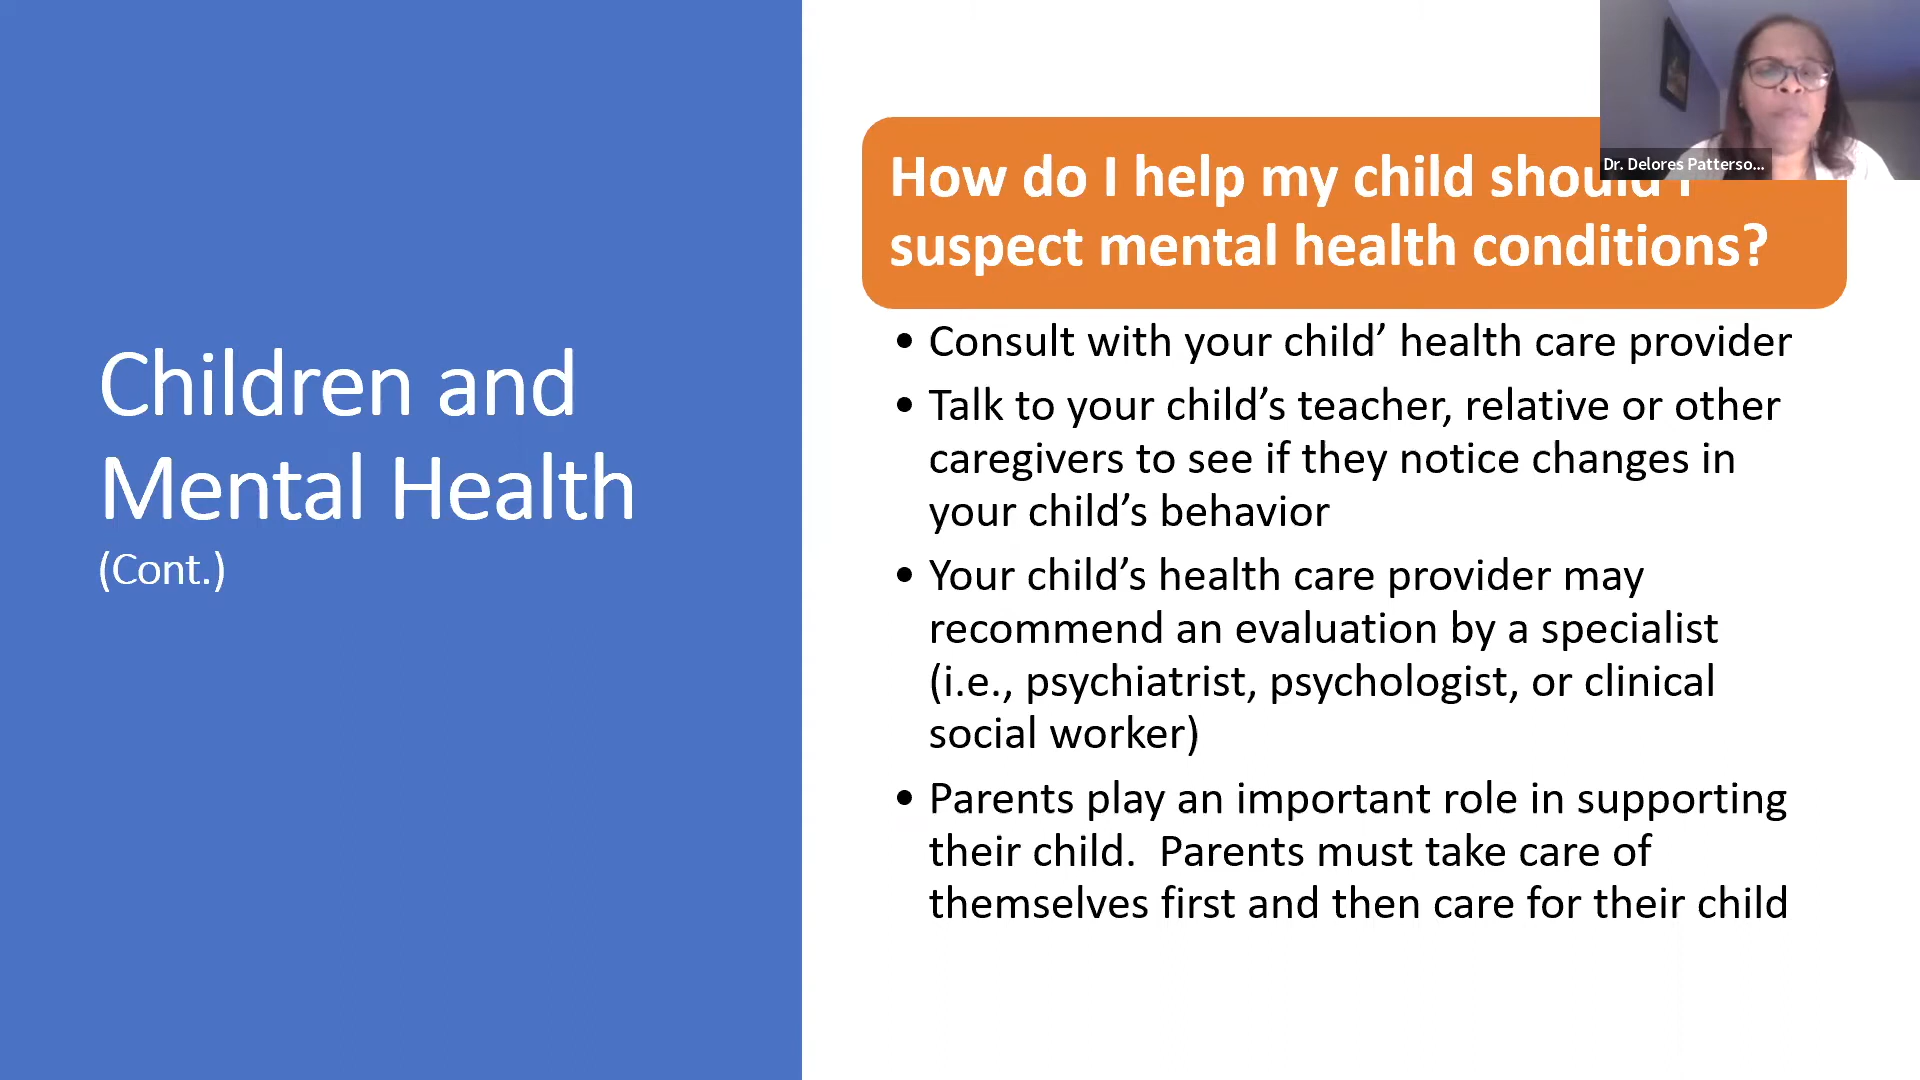 Children and
Mental Health
(Cont.)
Dr. Delores Patterso...
How do I help my child should I
suspect mental health conditions?
• Consult with your child’ health care provider
• Talk to your child’s teacher, relative or other
caregivers to see if they notice changes in
your child’s behavior
• Your child’s health care provider may
recommend an evaluation by a specialist
(i.e., psychiatrist, psychologist, or clinical
social worker)
• Parents play an important role in supporting
their child.  Parents must take care of
themselves first and then care for their child